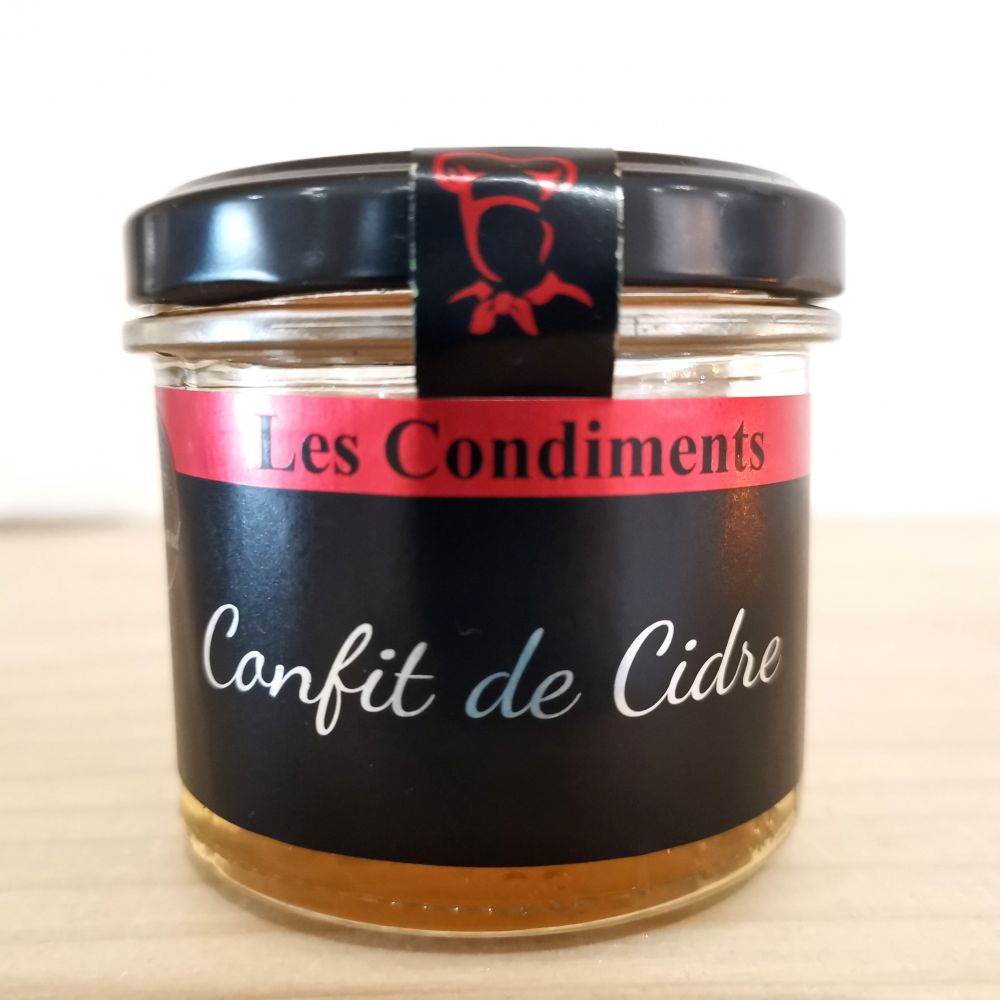 Les Condiments
Confit de Cidre